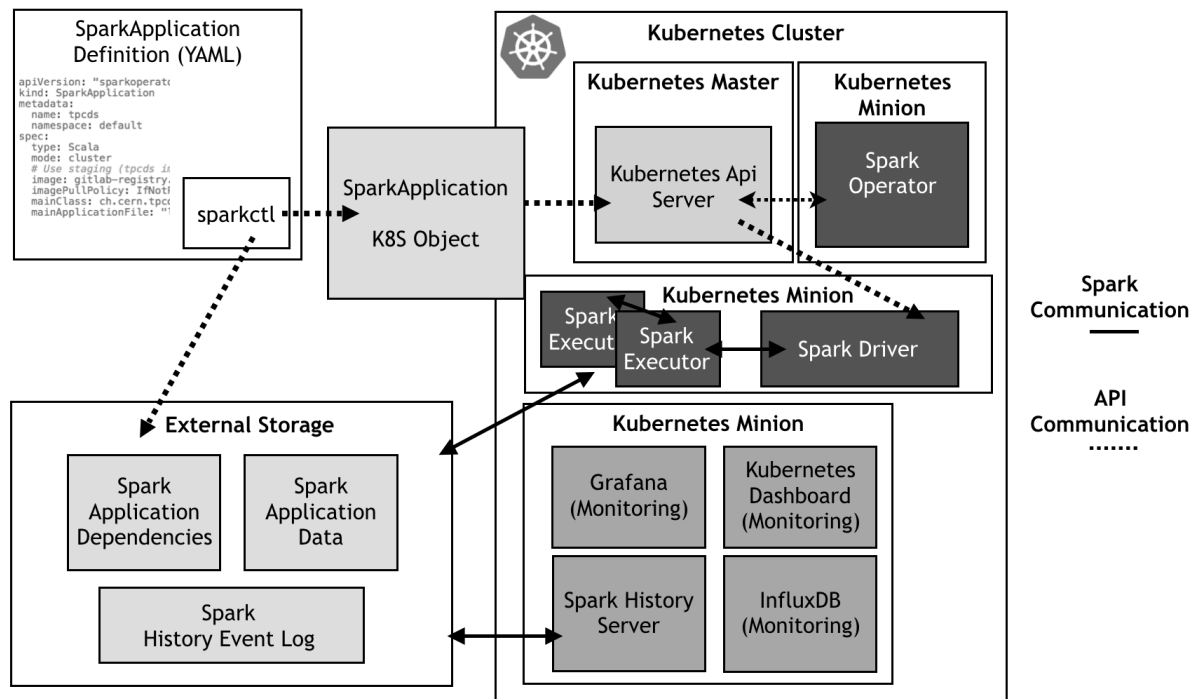 SparkApplication
Definition (YAML)
apiVersion: "sparkoperato
kind: SparkApplication
metadata:
name: tpcds
namespace: default
spec:
type: Scala
mode: cluster
# Use staging (tpcds i
image: gitlab-registry.
imagePullPolicy: IfNot
mainClass: ch.cern.tpcd
mainApplicationFile: "l
sparkctl
SparkApplication
K8S Object
Kubernetes Cluster
Kubernetes Master
Kubernetes Api
Server
Kubernetes
Minion
Spark
Operator
Kubernetes Minion
Spark
Execut
Spark
Executor
Spark Driver
Spark
Communication
API
Communication
External Storage
Spark
Application
Dependencies
Spark
Application
Data
Spark
History Event Log
Kubernetes Minion
Grafana
(Monitoring)
Kubernetes
Dashboard
(Monitoring)
Spark History
Server
InfluxDB
(Monitoring)